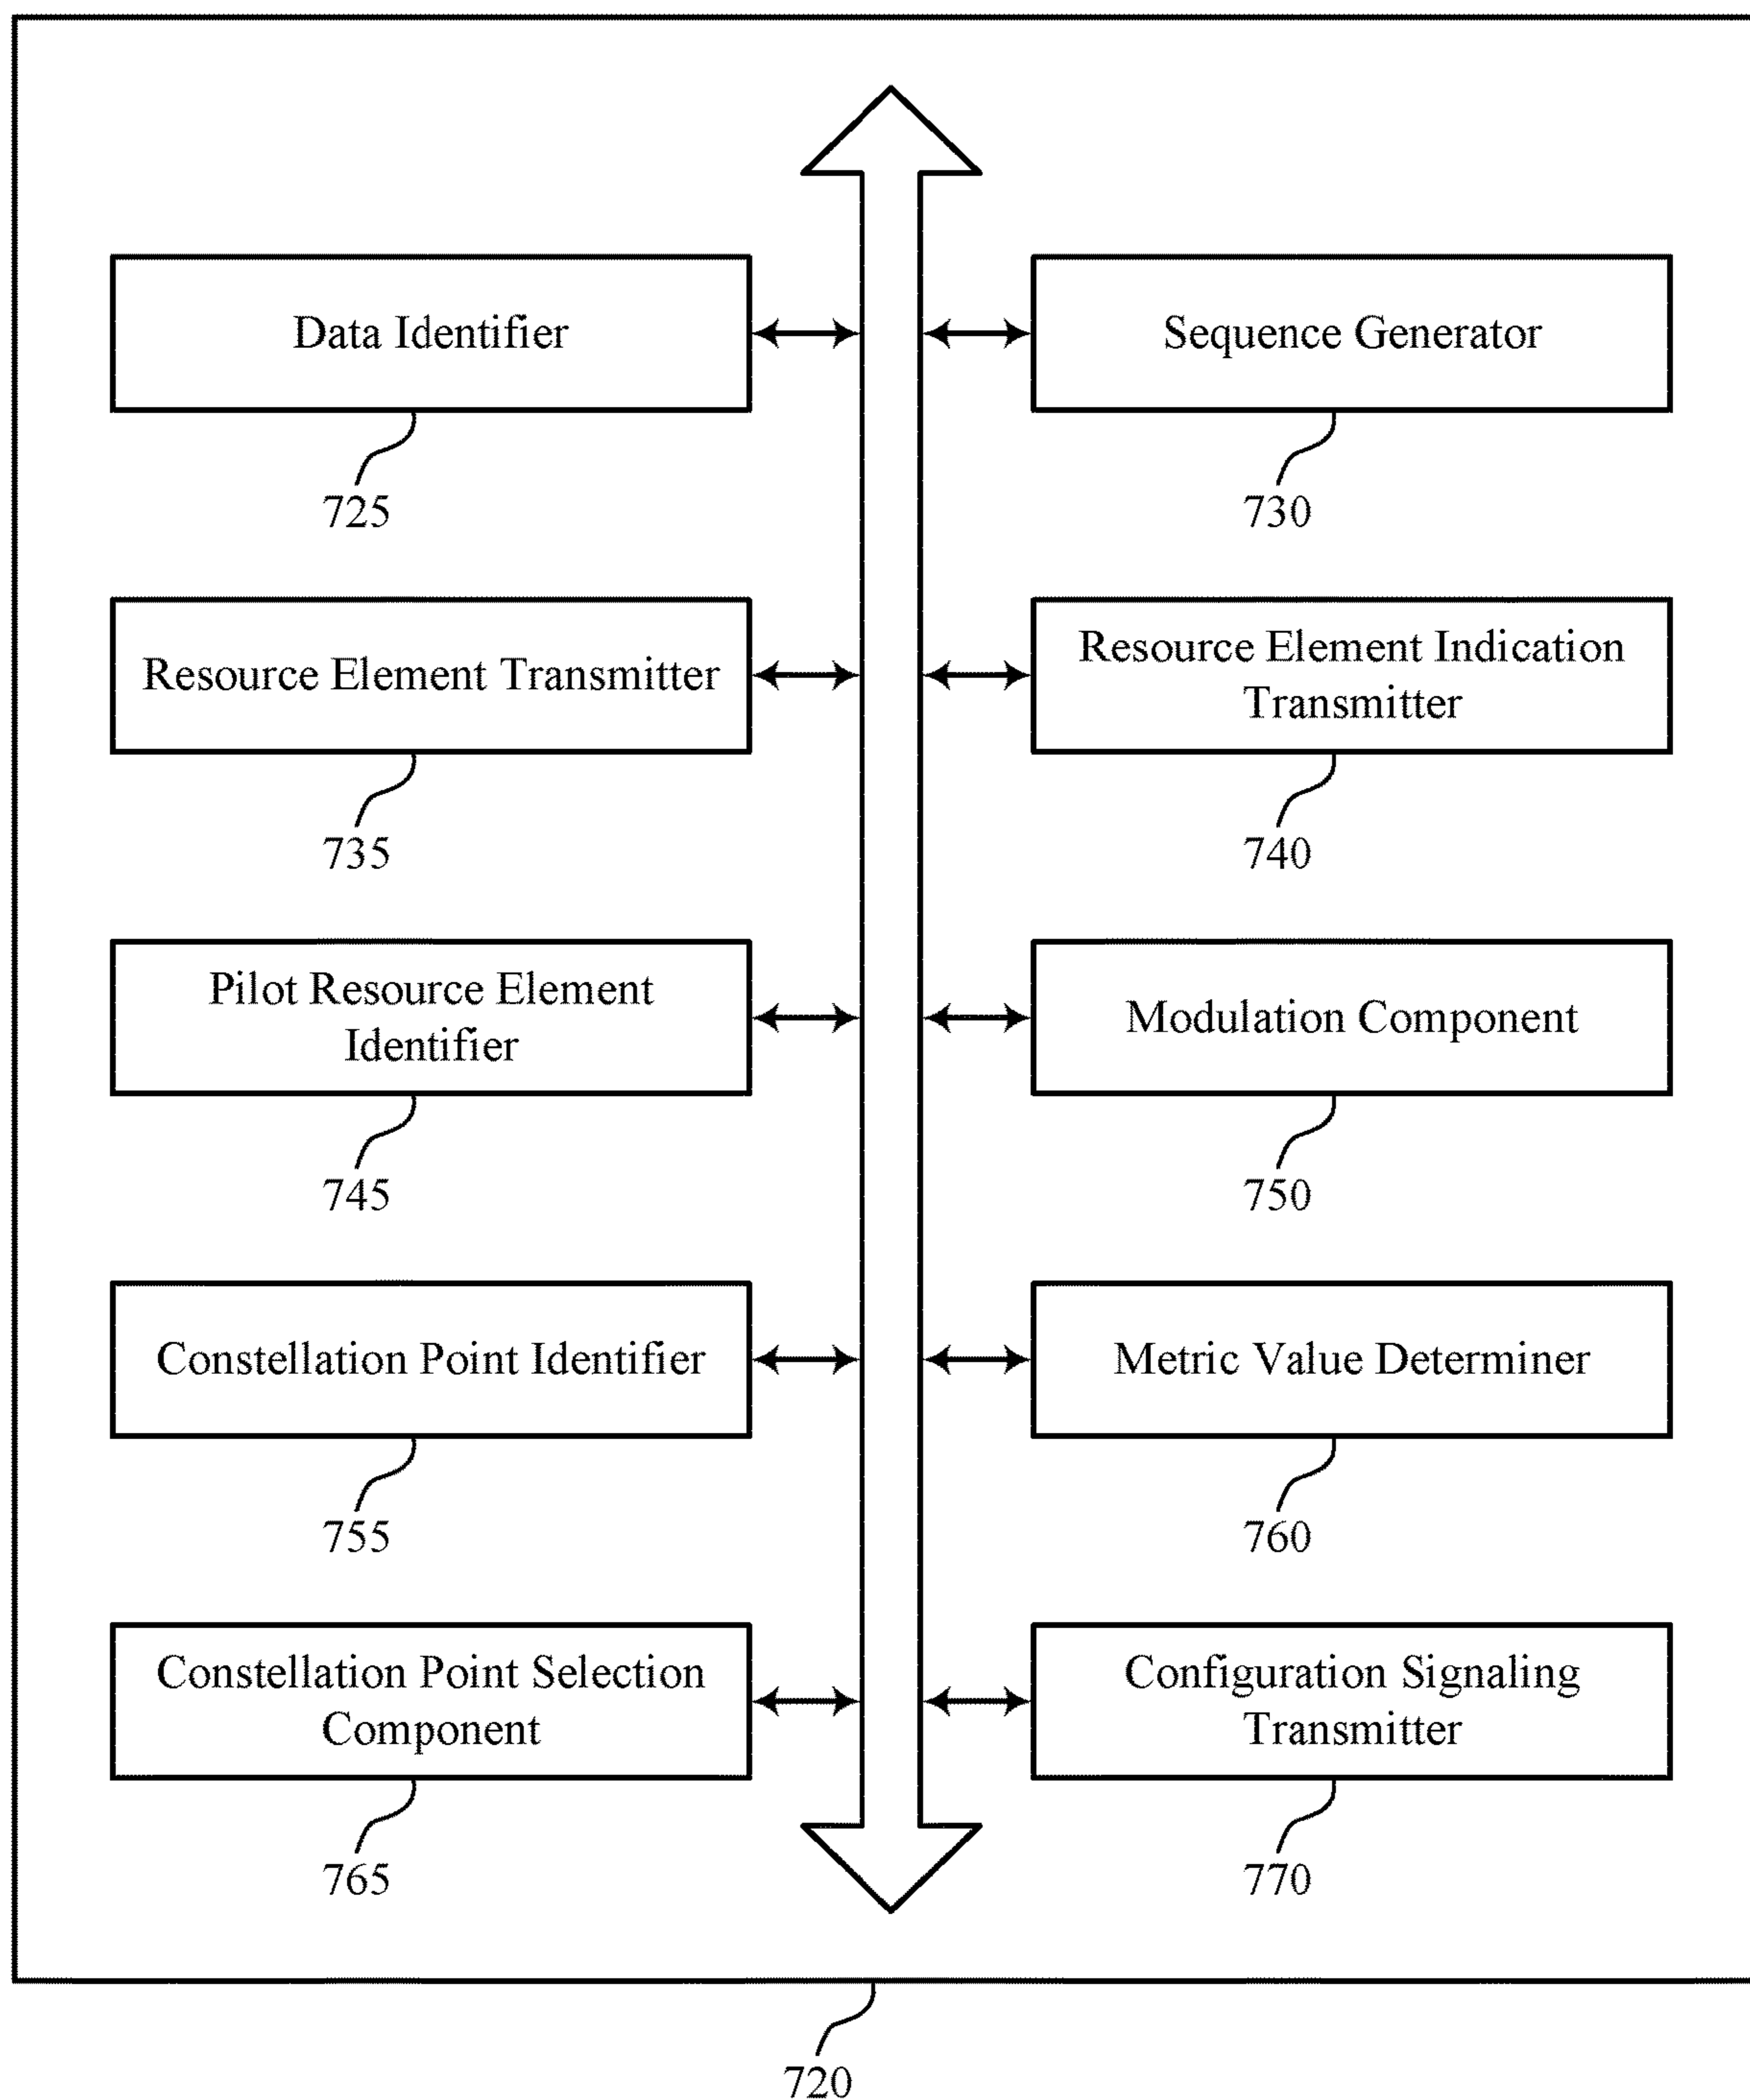 Data Identifier
Sequence Generator
725
730
Resource Element Transmitter
Resource Element Indication
Transmitter
735
740
Pilot Resource Element
Identifier
Modulation Component
745
750
Constellation Point Identifier
Metric Value Determiner
755
760
Constellation Point Selection
Component
Configuration Signaling
Transmitter
765
770
720